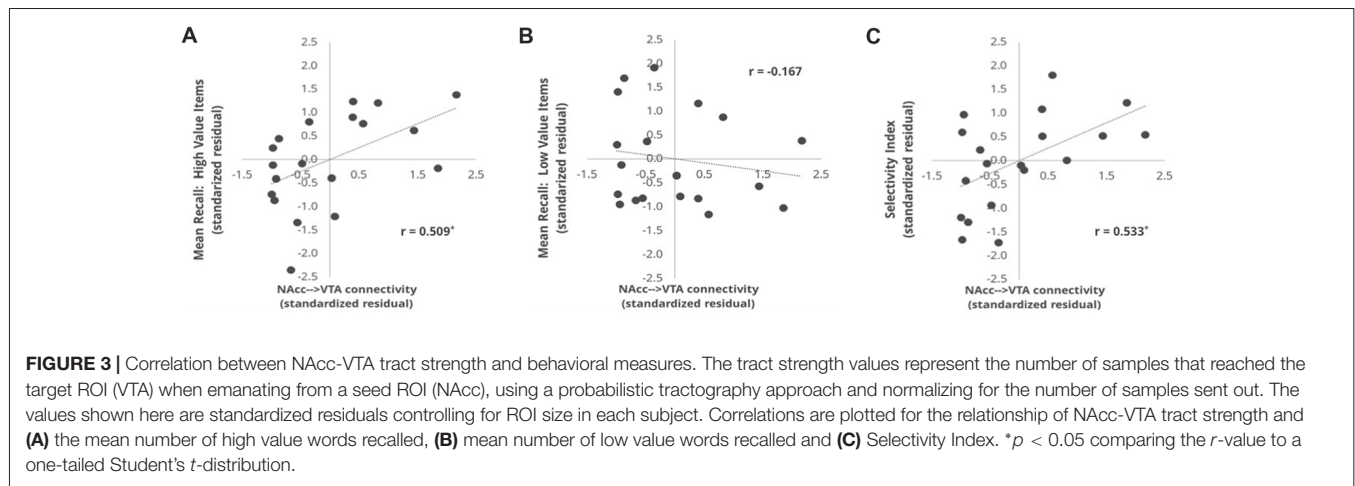 A
Mean Recall: High Value Items
(standarized residual)
2.5
2.0
1.5
1.0
0.5
0.0
-0.5
-1.0
-1.5
-2.0
-2.5
-1.5
-0.5
0.5
1.5
2.5
r = 0.509*
NAcc-->VTA connectivity
(standardized residual)
B
Mean Recall: Low Value Items
(standarized residual)
2.5
2.0
1.5
1.0
0.5
0.0
-0.5
-1.0
-1.5
-2.0
-2.5
-1.5
-0.5
0.5
1.5
2.5
r = -0.167
NAcc-->VTA connectivity
(standardized residual)
C
Selectivity Index
(standardized residual)
2.5
2.0
1.5
1.0
0.5
0.0
-0.5
-1.0
-1.5
-2.0
-2.5
-1.5
-0.5
0.5
1.5
2.5
r = 0.533*
NAcc-->VTA connectivity
(standardized residual)
FIGURE 3 | Correlation between NAcc-VTA tract strength and behavioral measures. The tract strength values represent the number of samples that reached the
target ROI (VTA) when emanating from a seed ROI (NAcc), using a probabilistic tractography approach and normalizing for the number of samples sent out. The
values shown here are standardized residuals controlling for ROI size in each subject. Correlations are plotted for the relationship of NAcc-VTA tract strength and
(A) the mean number of high value words recalled, (B) mean number of low value words recalled and (C) Selectivity Index. *p < 0.05 comparing the r-value to a
one-tailed Student's t-distribution.